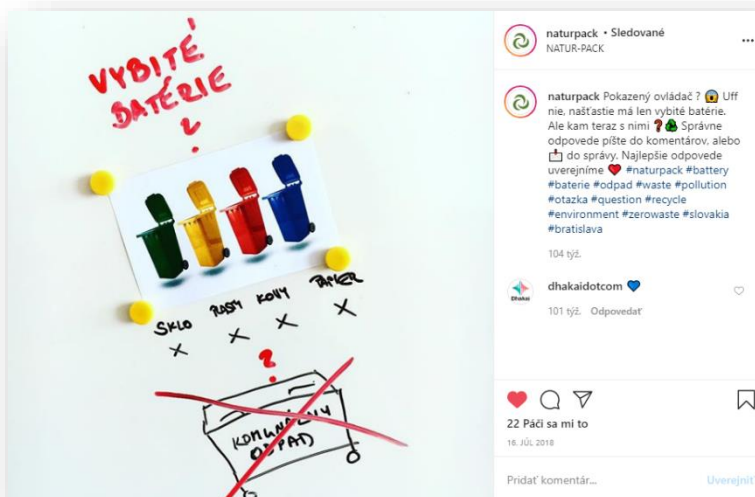 VYBITÉ
BATÉRIE
?
SKLO PLASTY KOVY PAPIER
X X X X
?
KOMUNÁLNY
ODPAD
naturpack • Sledované
NATUR-PACK
naturpack Pokazený ovládač ? 😱 Uff
nie, našťastie má len vybité batérie.
Ale kam teraz s nimi ❓♻ Správne
odpovede píšte do komentárov, alebo
📩 do správy. Najlepšie odpovede
uverejníme ❤ #naturpack #battery
#baterie #odpad #waste #pollution
#otazka #question #recycle
#environment #zerowaste #slovakia
#bratislava
104 týž.
dhakaidotcom 💙
Dhakai
101 týž. Odpovedať
22 Páči sa mi to
16. JÚL 2018
Pridať komentár... Uverejniť